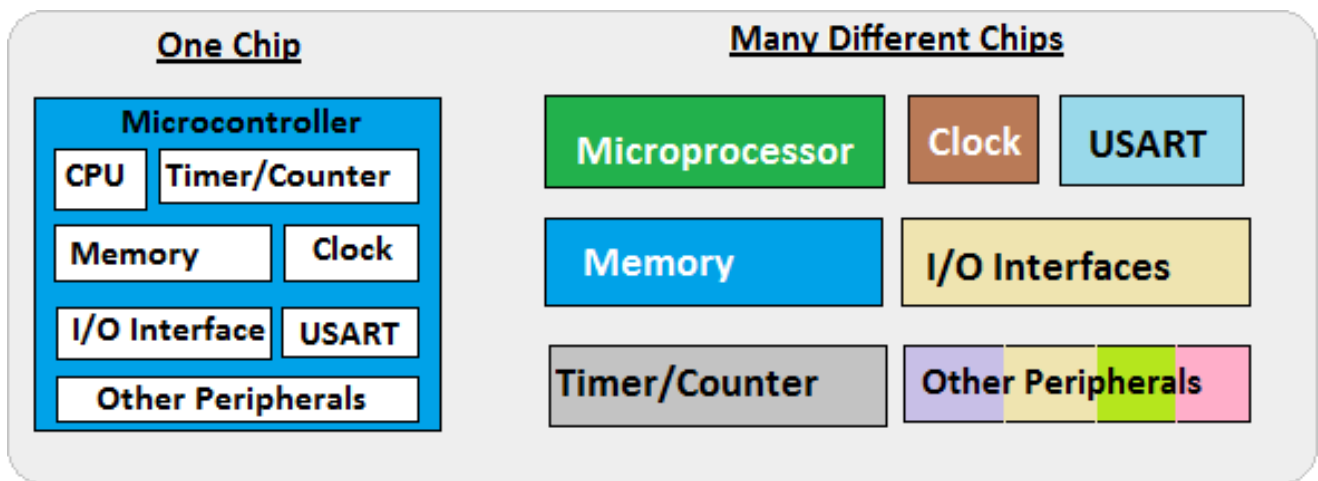 One Chip
Microcontroller
CPU
Timer/Counter
Memory
Clock
I/O Interface
USART
Other Peripherals
Many Different Chips
Microprocessor
Clock
USART
Memory
I/O Interfaces
Timer/Counter
Other Peripherals